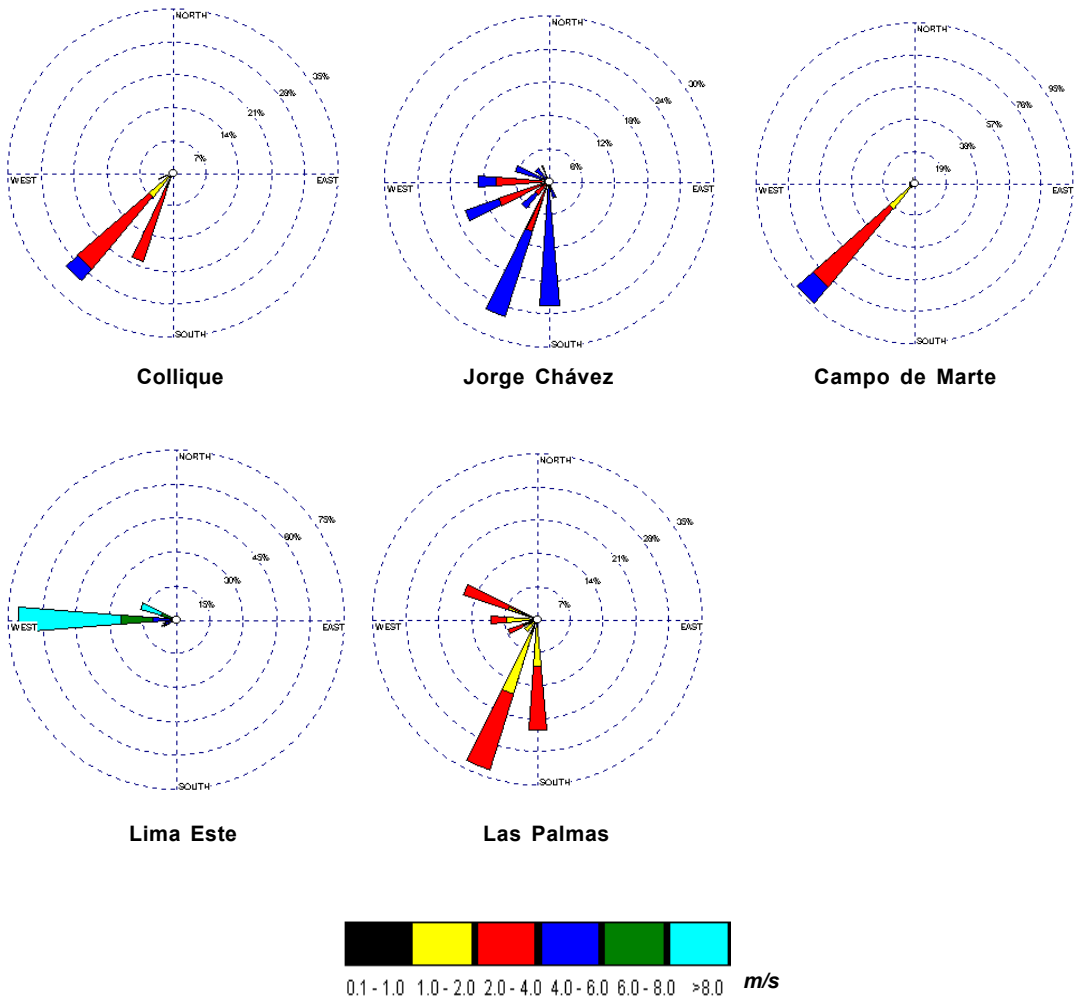 NORTH
35%
28%
21%
14%
7%
WEST
EAST
SOUTH
Collique
NORTH
30%
24%
18%
12%
6%
WEST
EAST
SOUTH
Jorge Chávez
NORTH
95%
76%
57%
38%
19%
WEST
EAST
SOUTH
Campo de Marte
NORTH
75%
60%
45%
30%
15%
WEST
EAST
SOUTH
Lima Este
NORTH
35%
28%
21%
14%
7%
WEST
EAST
SOUTH
Las Palmas
0.1 - 1.0 1.0 - 2.0 2.0 - 4.0 4.0 - 6.0 6.0 - 8.0 >8.0 m/s